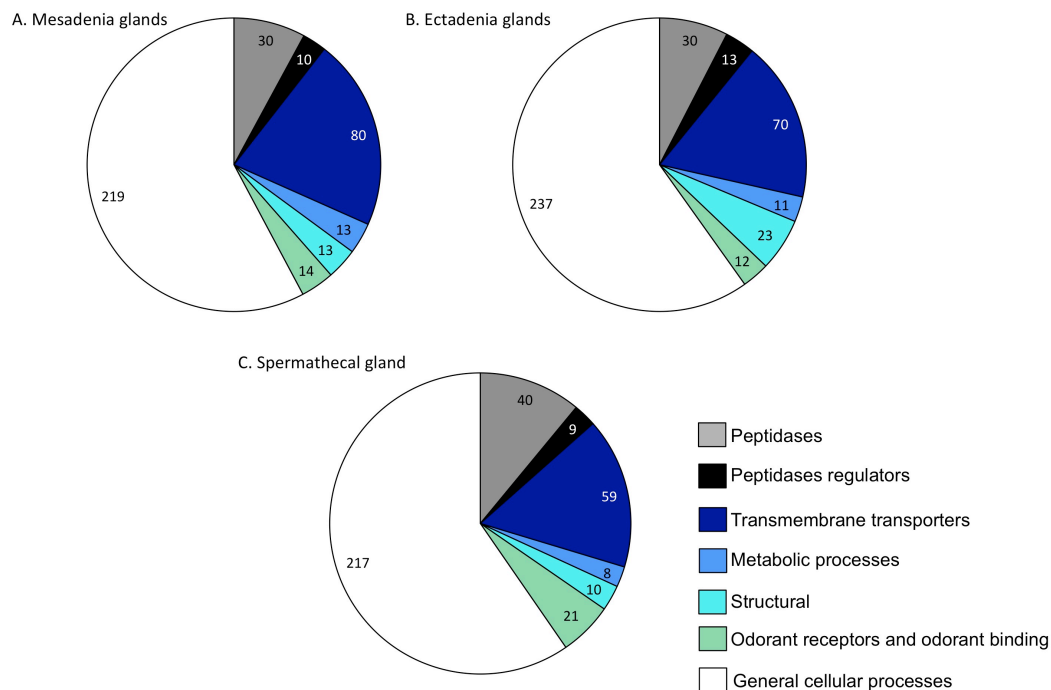 A. Mesadenia glands
30
10
80
13
13
14
219
B. Ectadenia glands
30
13
70
11
23
12
237
C. Spermathecal gland
40
9
59
8
10
21
217
Peptidases
Peptidases regulators
Transmembrane transporters
Metabolic processes
Structural
Odorant receptors and odorant binding
General cellular processes